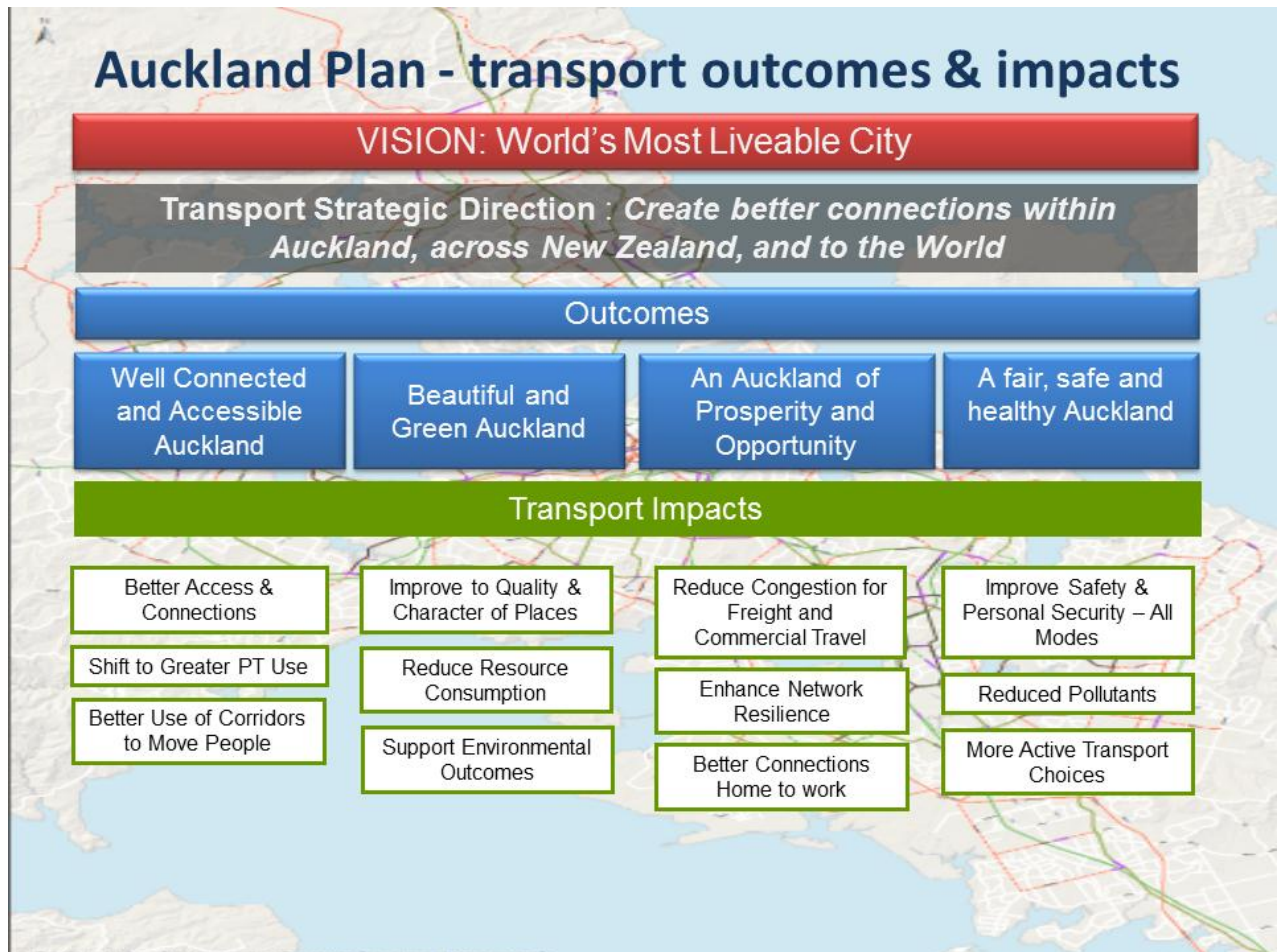 Auckland Plan - transport outcomes & impacts
VISION: World's Most Liveable City
Transport Strategic Direction : Create better connections within
Auckland, across New Zealand, and to the World
Outcomes
Well Connected
and Accessible
Auckland
Beautiful and
Green Auckland
An Auckland of
Prosperity and
Opportunity
A fair, safe and
healthy Auckland
Transport Impacts
Better Access &
Connections
Shift to Greater PT Use
Better Use of Corridors
to Move People
Improve to Quality &
Character of Places
Reduce Resource
Consumption
Support Environmental
Outcomes
Reduce Congestion for
Freight and
Commercial Travel
Enhance Network
Resilience
Better Connections
Home to work
Improve Safety &
Personal Security – All
Modes
Reduced Pollutants
More Active Transport
Choices